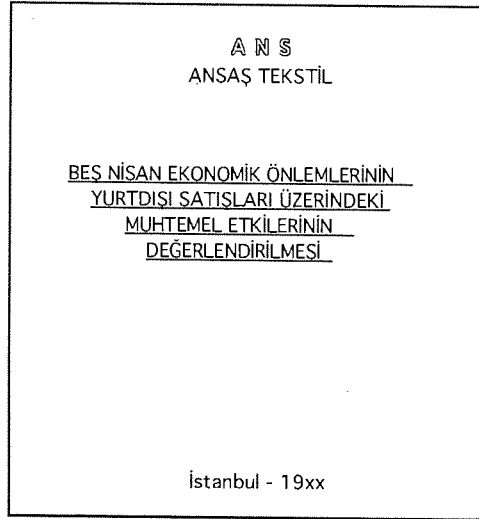 A N S
ANSAŞ TEKSTİL
BEŞ NİSAN EKONOMİK ÖNLEMLERİNİN
YURTDIŞI SATIŞLARI ÜZERİNDEKİ
MUHTEMEL ETKİLERİNİN
DEĞERLENDİRİLMESİ
İstanbul - 19xx